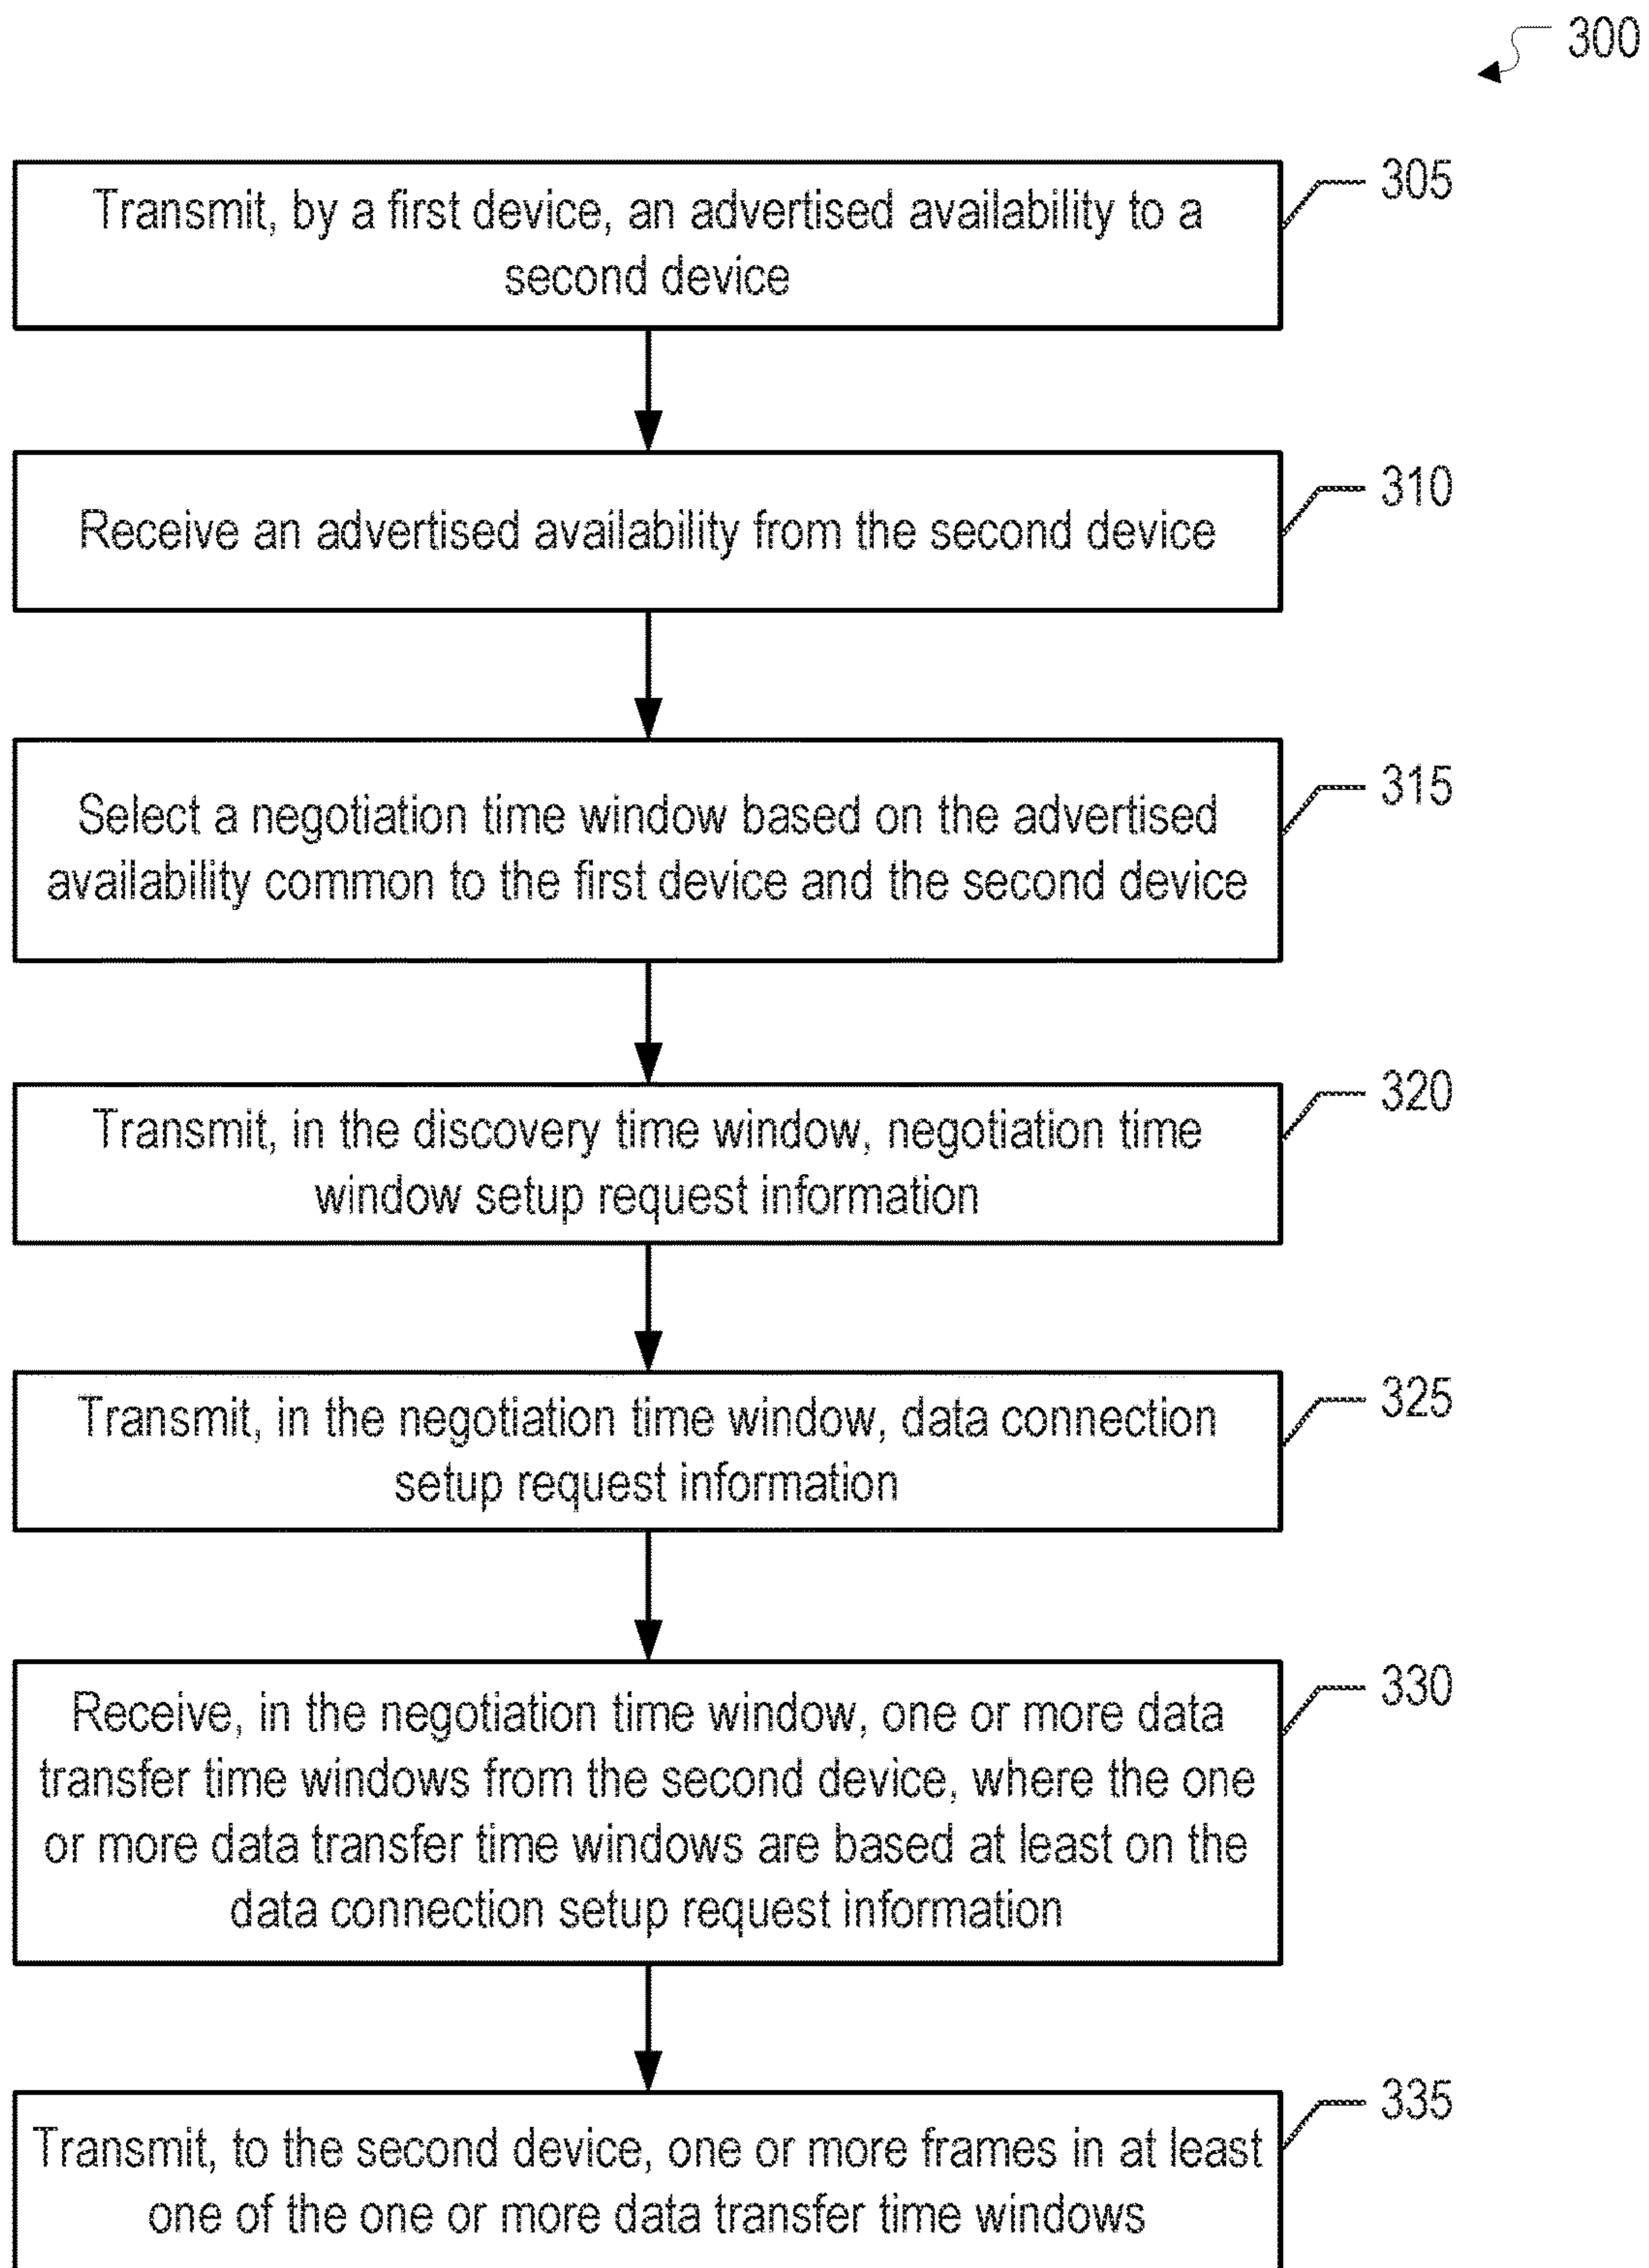 300
305
Transmit, by a first device, an advertised availability to a
second device
310
Receive an advertised availability from the second device
315
Select a negotiation time window based on the advertised
availability common to the first device and the second device
320
Transmit, in the discovery time window, negotiation time
window setup request information
325
Transmit, in the negotiation time window, data connection
setup request information
330
Receive, in the negotiation time window, one or more data
transfer time windows from the second device, where the one
or more data transfer time windows are based at least on the
data connection setup request information
335
Transmit, to the second device, one or more frames in at least
one of the one or more data transfer time windows